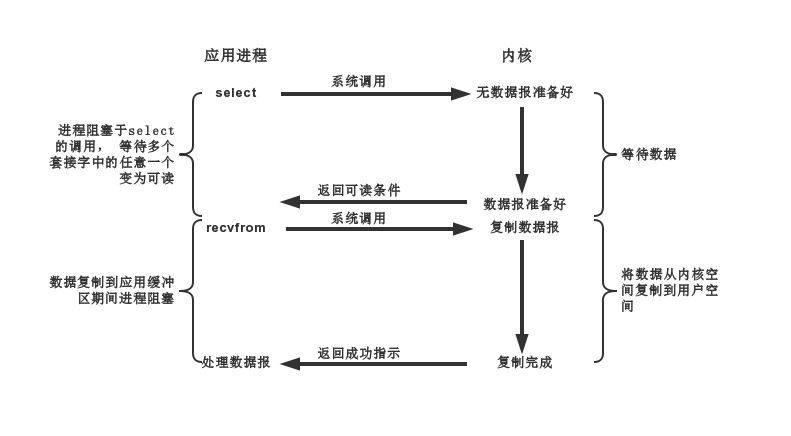 应用进程
内核
select
系统调用
无数据报准备好
进程阻塞于select
的调用， 等待多个
套接字中的任意一个
变为可读
等待数据
返回可读条件
数据报准备好
recvfrom
系统调用
复制数据报
数据复制到应用缓冲
区期间进程阻塞
将数据从内核空
间复制到用户空
间
处理数据报
返回成功指示
复制完成